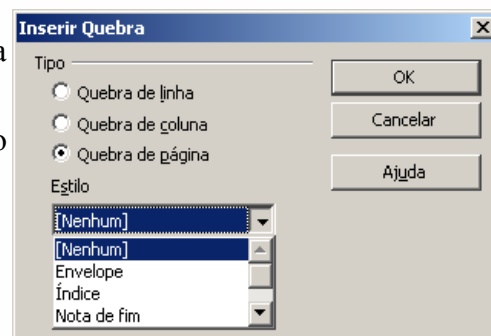 Inserir Quebra
a
Tipo
OK
Quebra de linha
Quebra de coluna
Cancelar
o
Quebra de página
Ajuda
Estilo
[Nenhum]
[Nenhum]
Envelope
Índice
Nota de fim